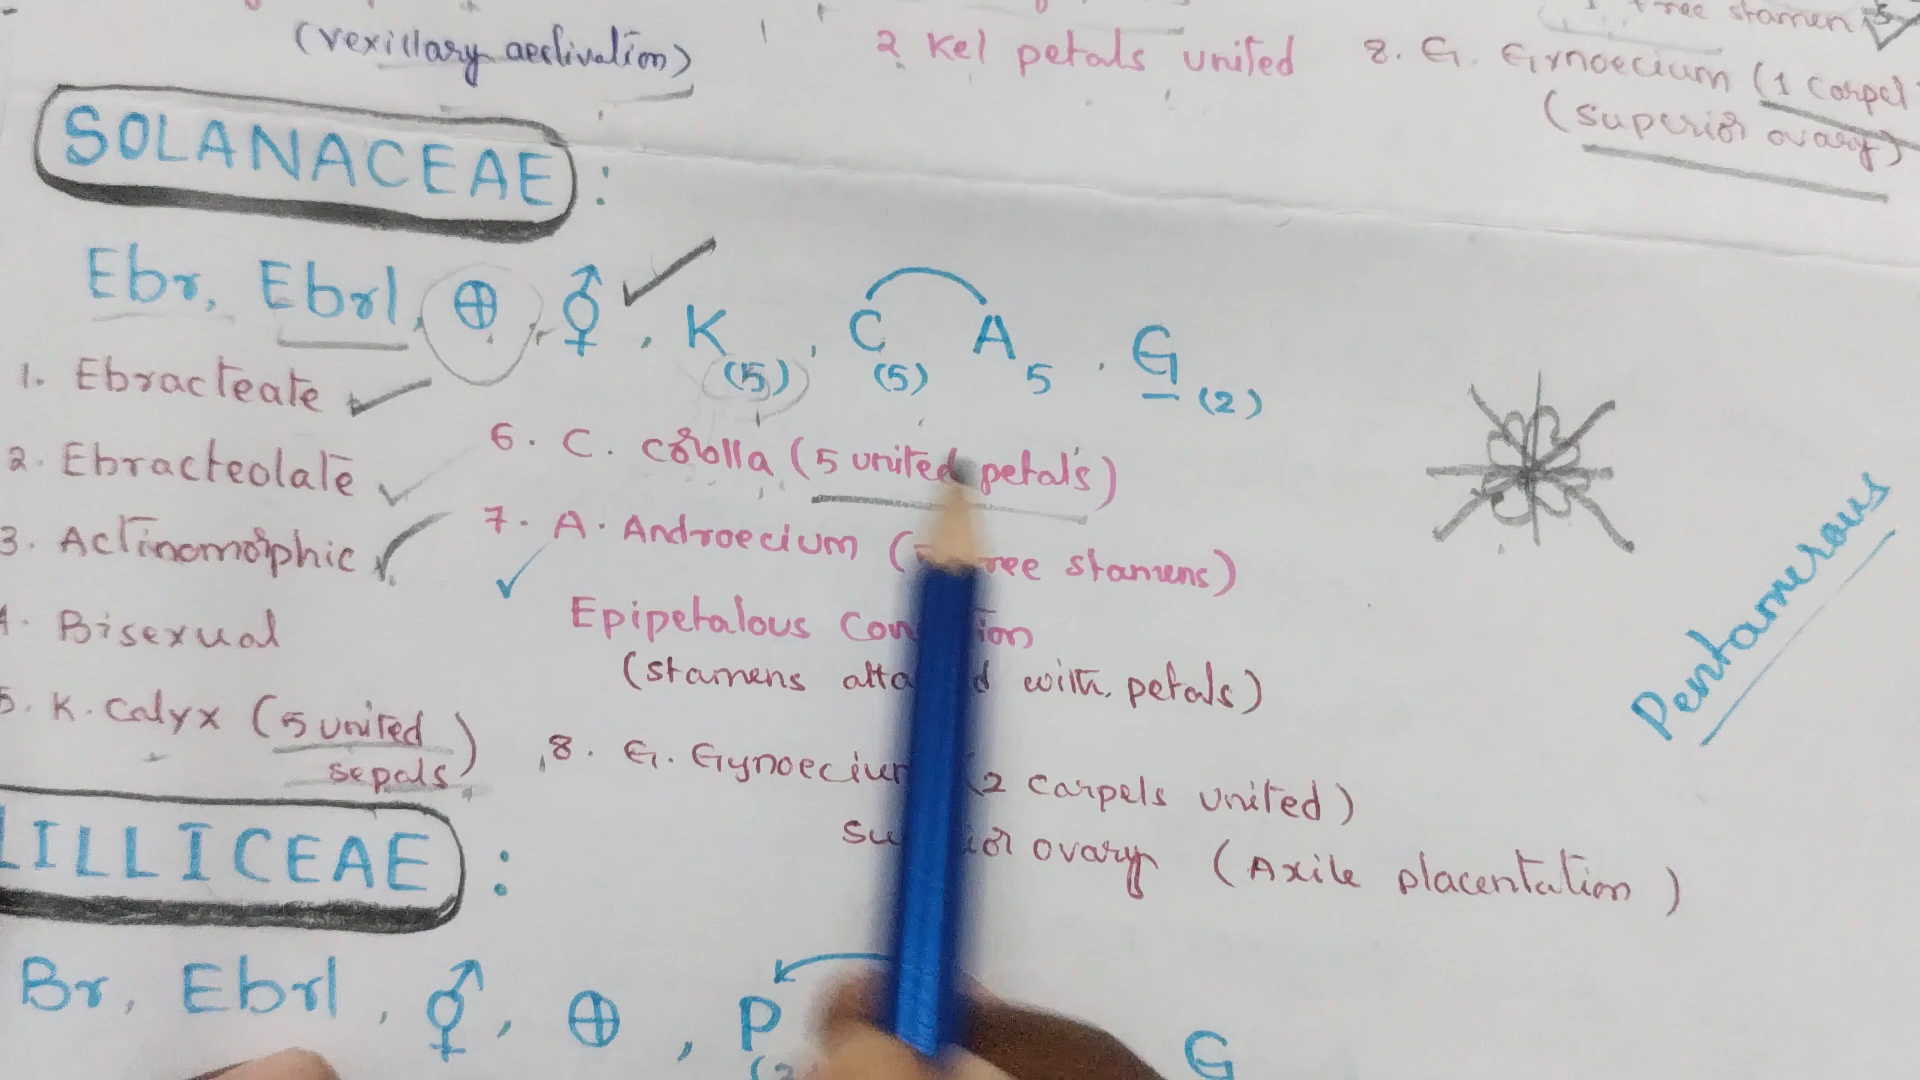 (vexillary aestivation)
2 Kel petals united
free stamen
8. G. Gynoecium (1 Carpel
(superior ovary)
SOLANACEAE :
Ebr, Ebrl, ⊕, ⚥, K(5), C(5) A5. G(2)
1. Ebracteate
2. Ebracteolate
3. Actinomorphic
4. Bisexual
5. K. Calyx (5 united
sepals)
6. C. Corolla (5 united petals)
7. A. Androecium ( stamens)
Epipetalous
(stamens with petals)
8. G. Gynoecium (2 carpels united)
ovary (Axile placentation)
Pentamerous
LILLICEAE :
Br, Ebrl, ⚥, ⊕, P
G